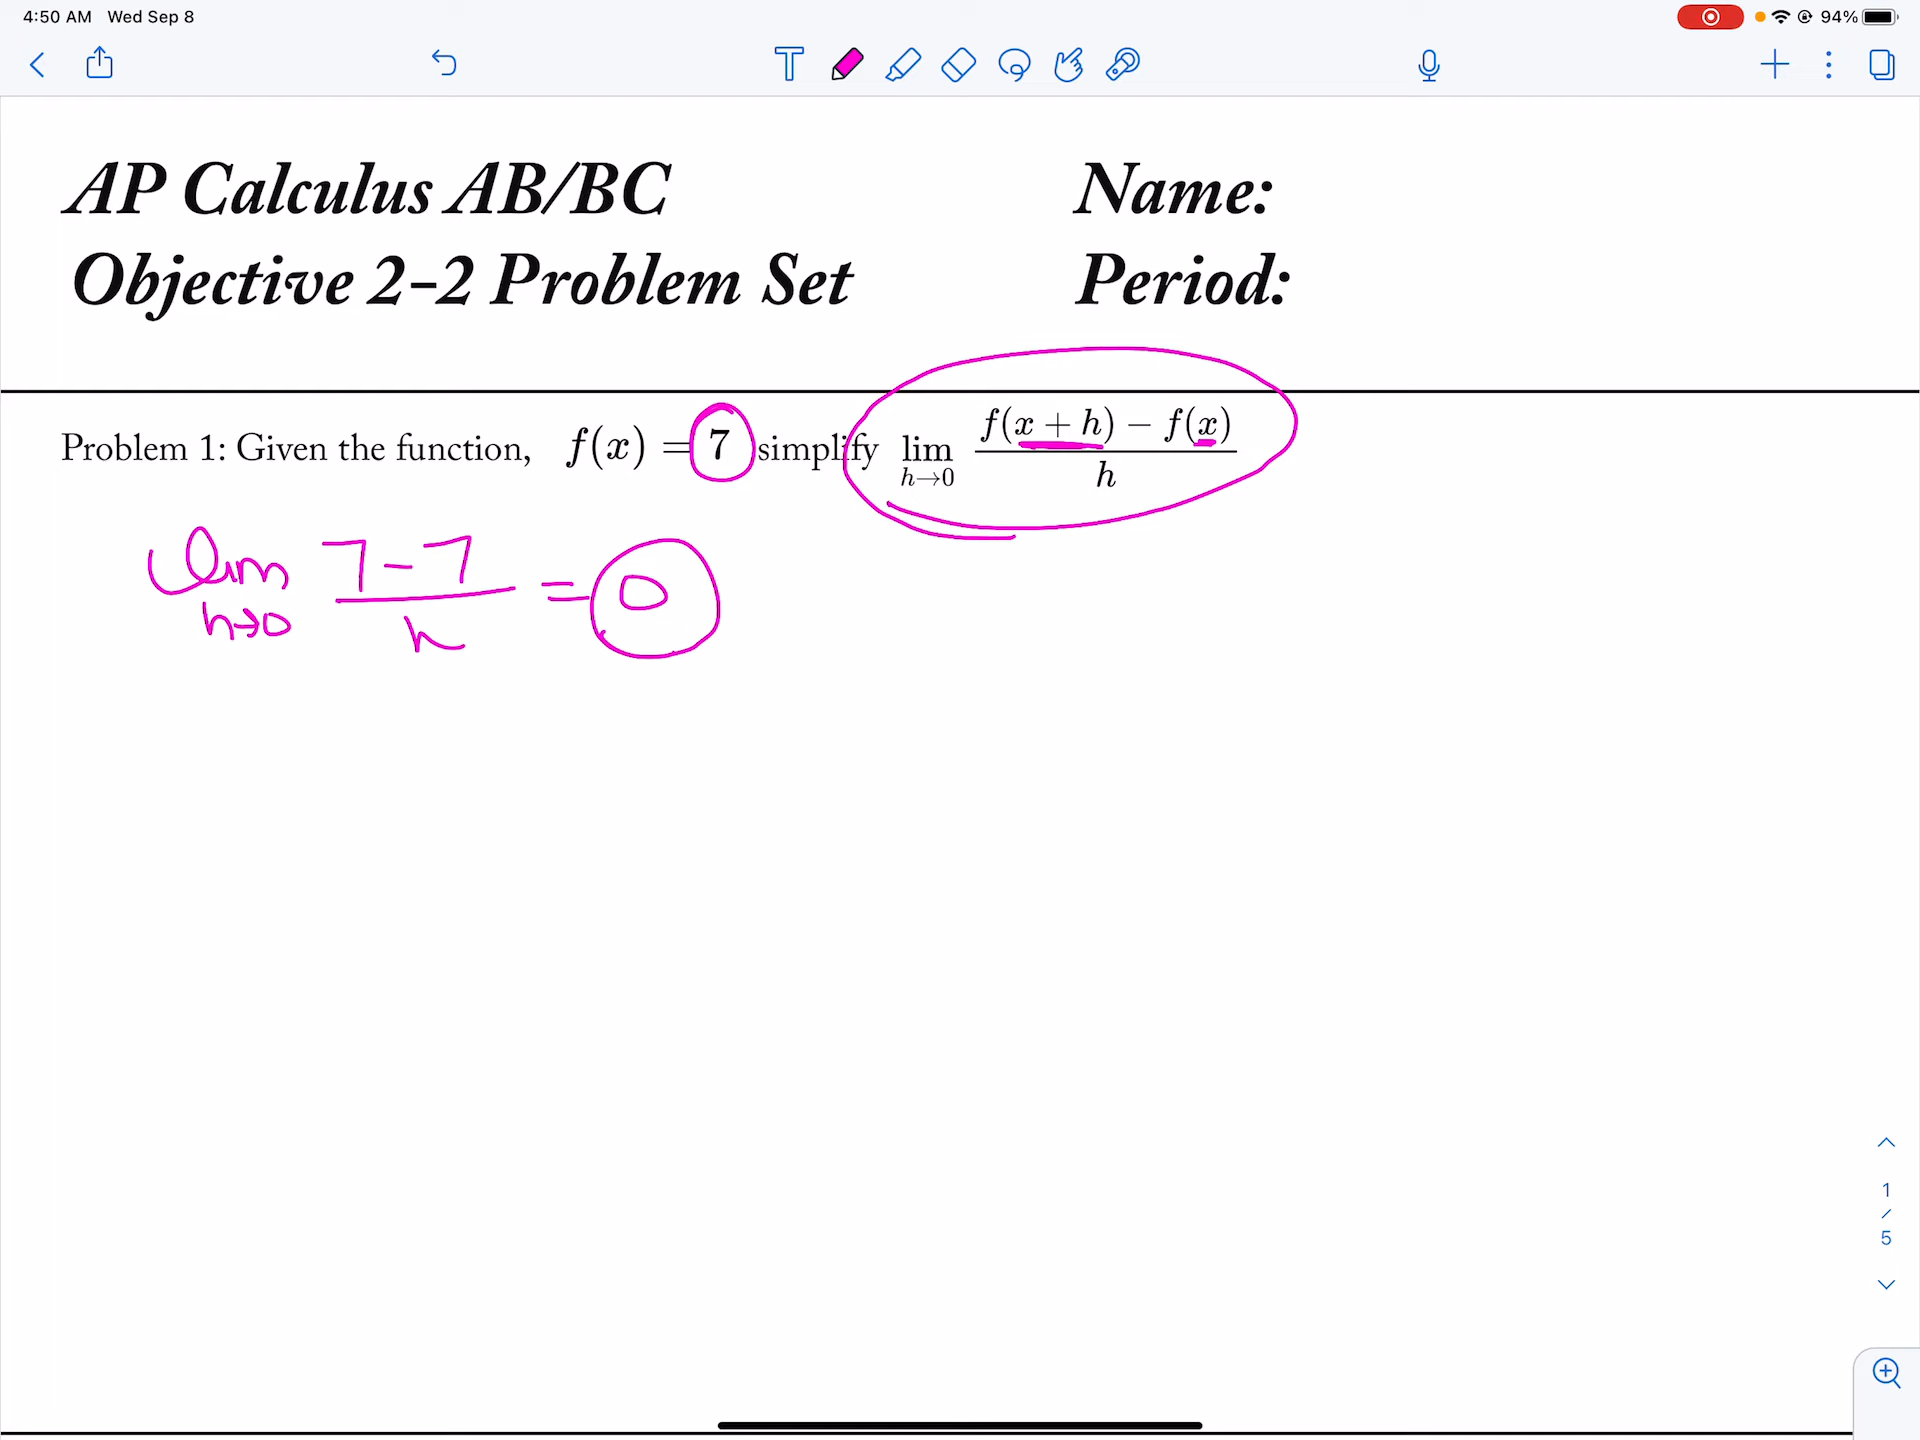 4:50 AM Wed Sep 8 94%
AP Calculus AB/BC Name:
Objective 2-2 Problem Set Period:
Problem 1: Given the function, f(x) = 7 simplify lim h→0 f(x + h) − f(x) / h
lim h→0 7 - 7 / h = 0
1
/
5